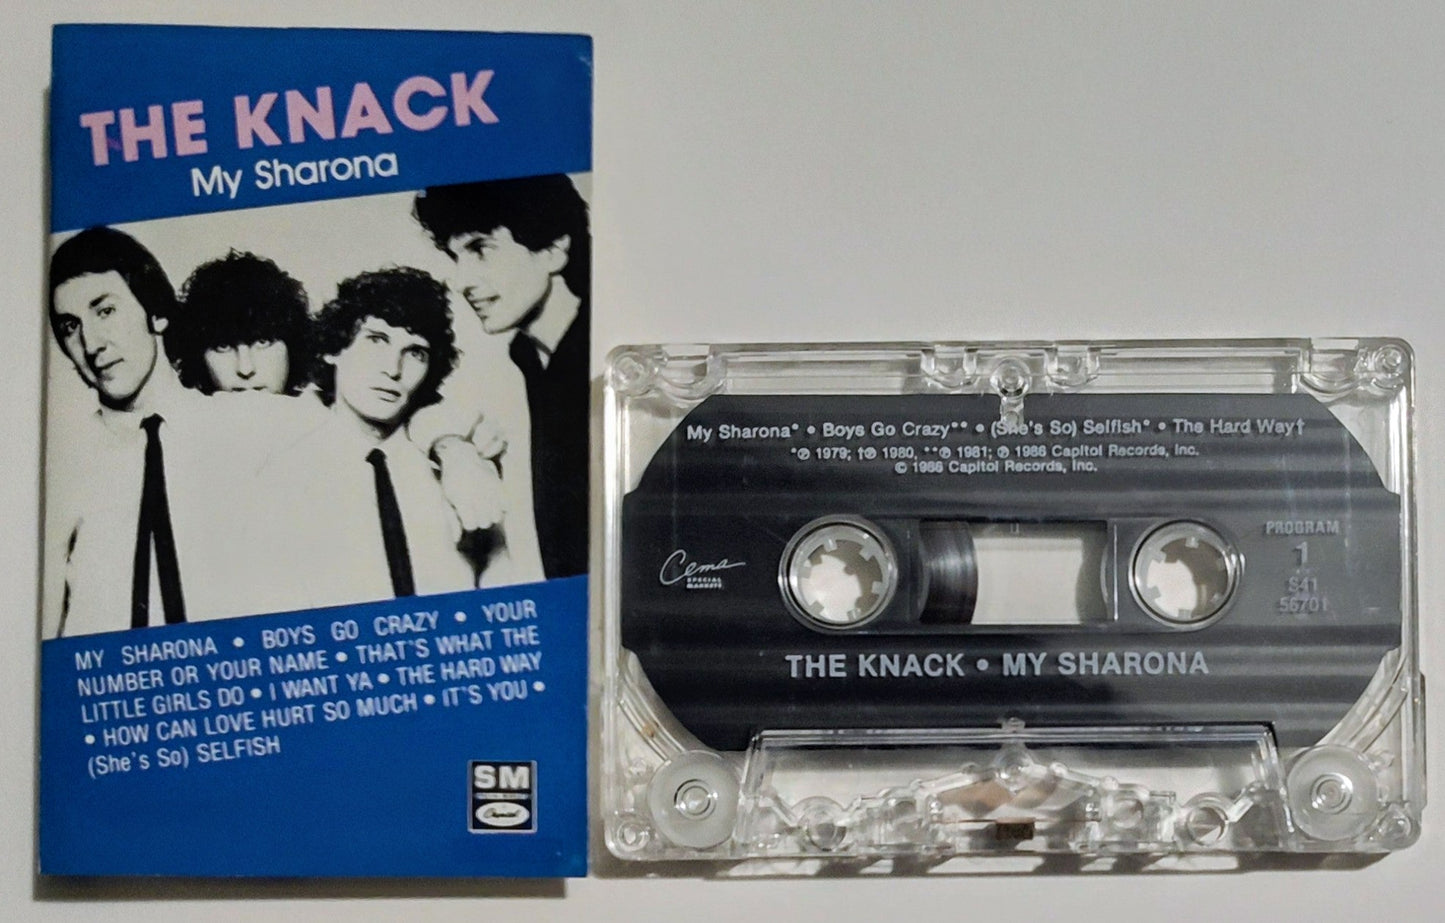 THE KNACK
My Sharona
MY SHARONA • BOYS GO CRAZY • YOUR
NUMBER OR YOUR NAME • THAT'S WHAT THE
LITTLE GIRLS DO • I WANT YA • THE HARD WAY
• HOW CAN LOVE HURT SO MUCH • IT'S YOU •
(She's So) SELFISH
SM
Capitol
My Sharona* • Boys Go Crazy** • (She's So) Selfish* • The Hard Way†
*℗ 1979; †℗ 1980, **℗ 1981; ℗ 1986 Capitol Records, Inc.
© 1986 Capitol Records, Inc.
Cema
SPECIAL
MARKETS
PROGRAM
1
S41
56701
THE KNACK • MY SHARONA